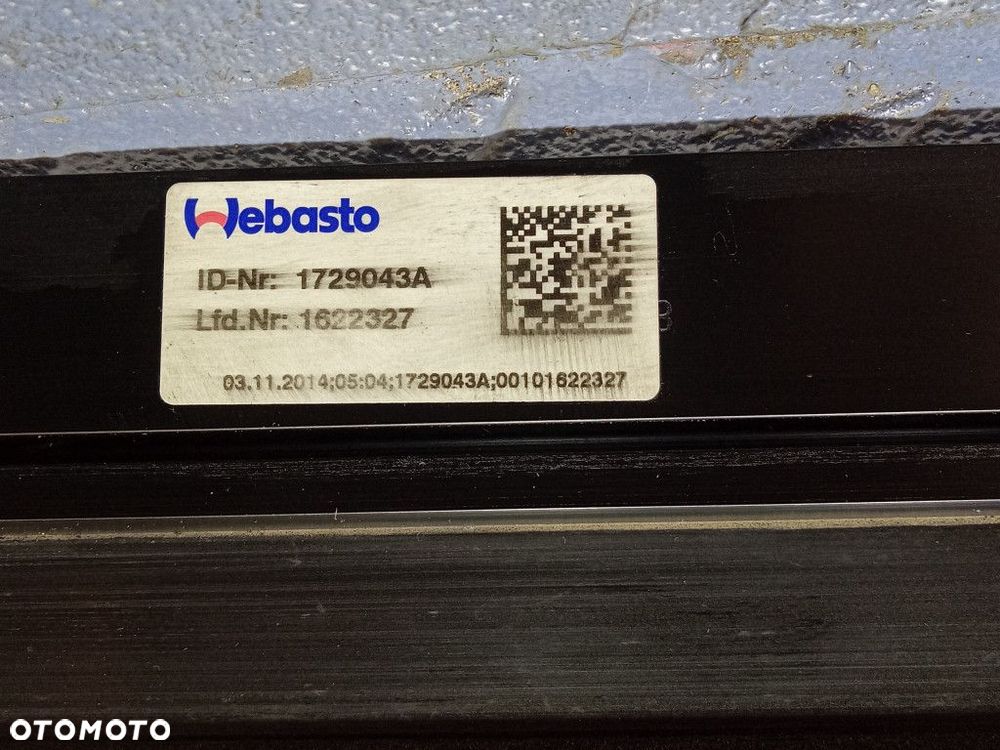 Webasto
ID-Nr: 1729043A
Lfd.Nr: 1622327
03.11.2014;05:04;1729043A;00101622327
OTOMOTO